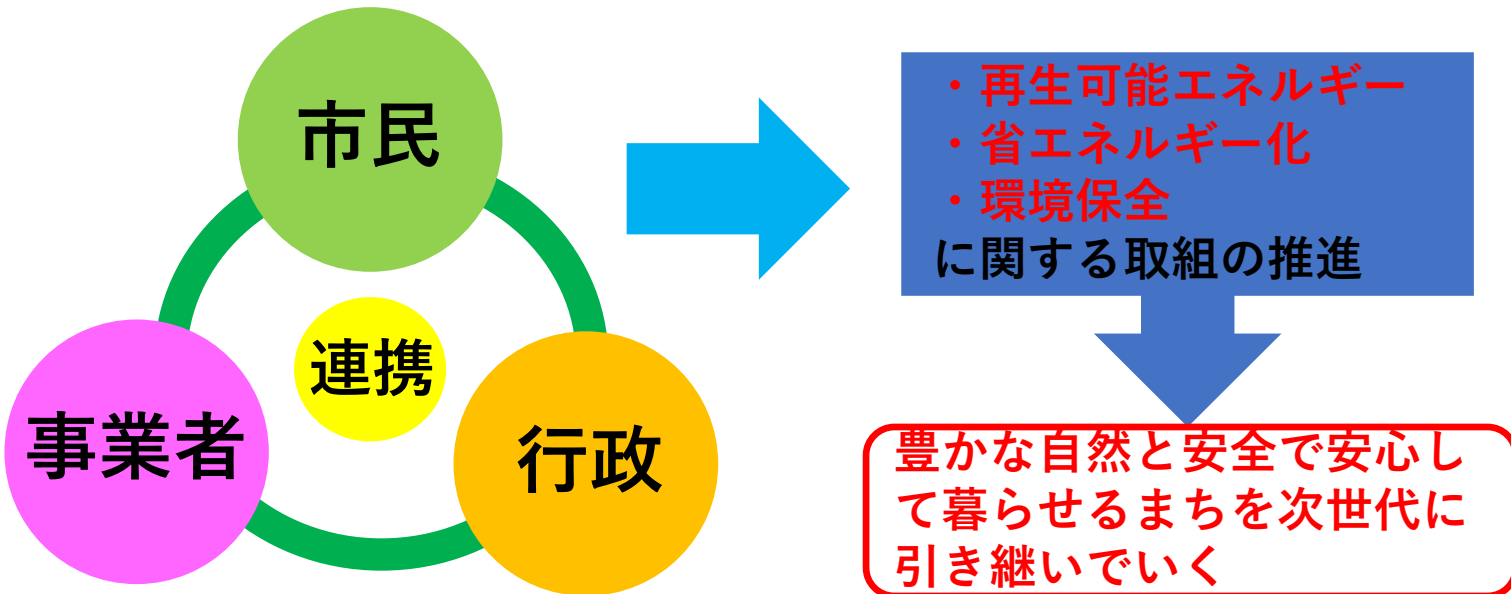 市民
連携
事業者
行政
・再生可能エネルギー
・省エネルギー化
・環境保全
に関する取組の推進
豊かな自然と安全で安心し
て暮らせるまちを次世代に
引き継いでいく